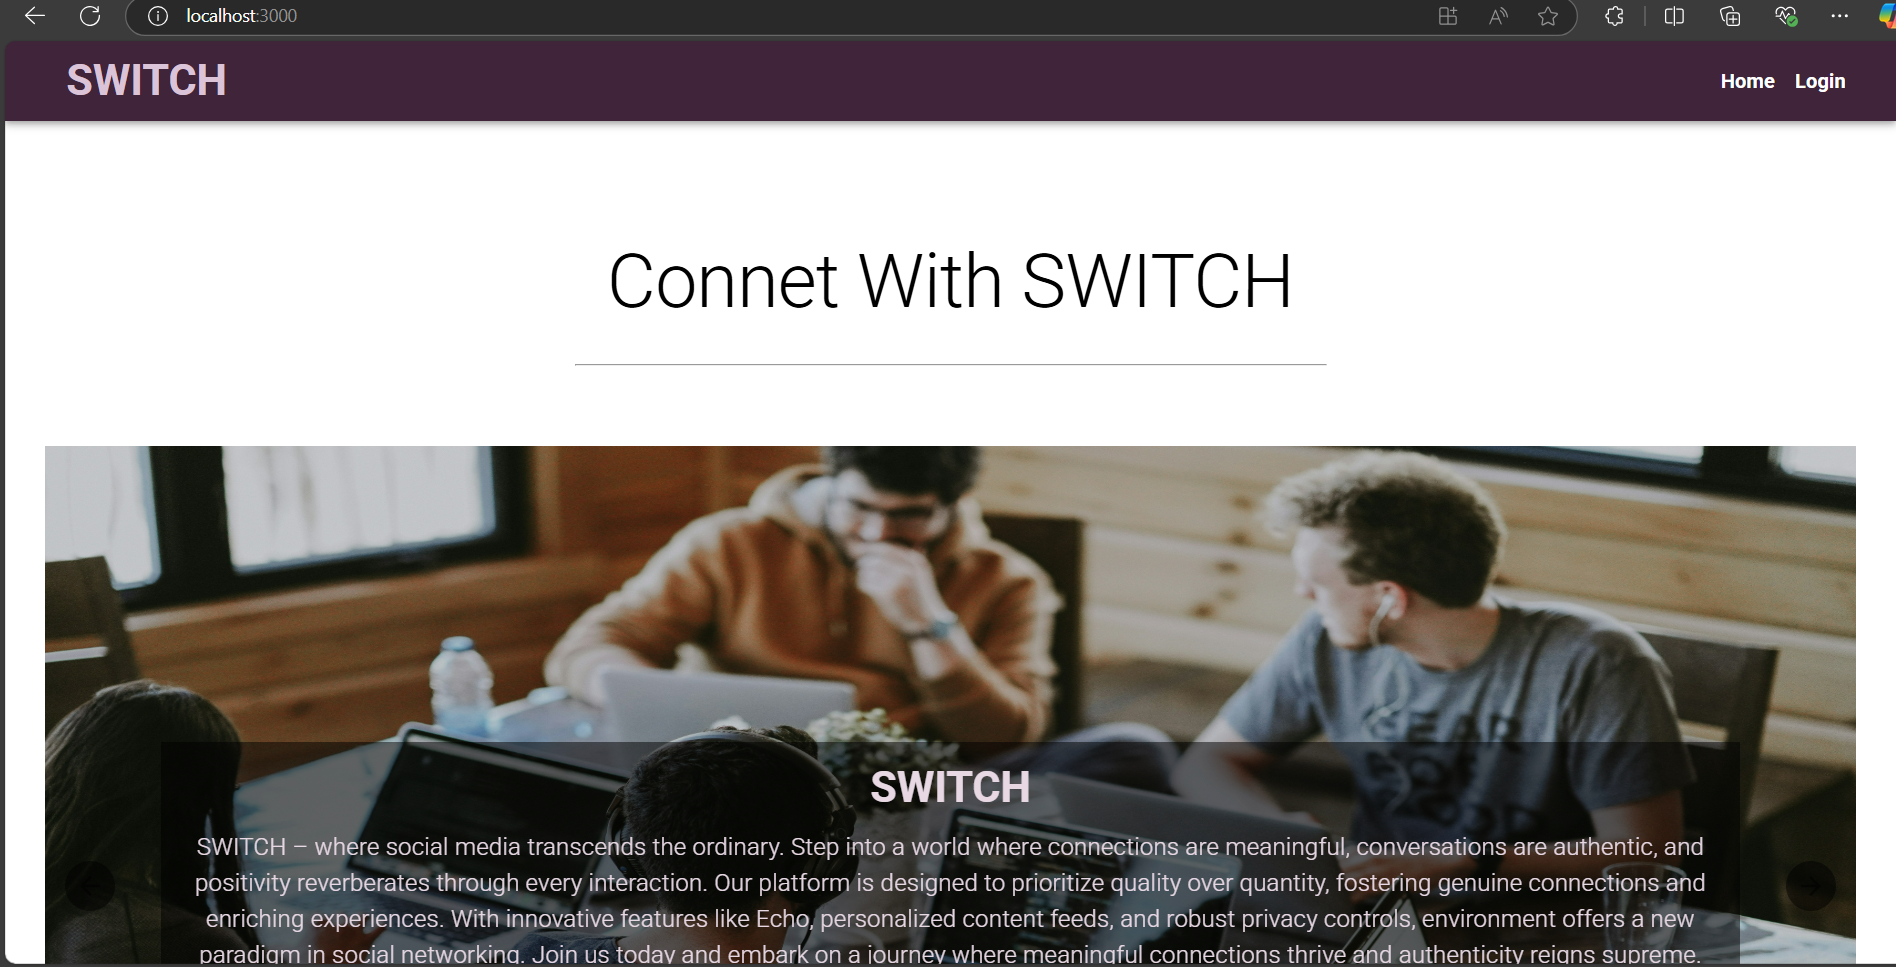 localhost:3000
SWITCH
Home Login
Connet With SWITCH
SWITCH
SWITCH – where social media transcends the ordinary. Step into a world where connections are meaningful, conversations are authentic, and
positivity reverberates through every interaction. Our platform is designed to prioritize quality over quantity, fostering genuine connections and
enriching experiences. With innovative features like Echo, personalized content feeds, and robust privacy controls, environment offers a new
paradigm in social networking. Join us today and embark on a journey where meaningful connections thrive and authenticity reigns supreme.